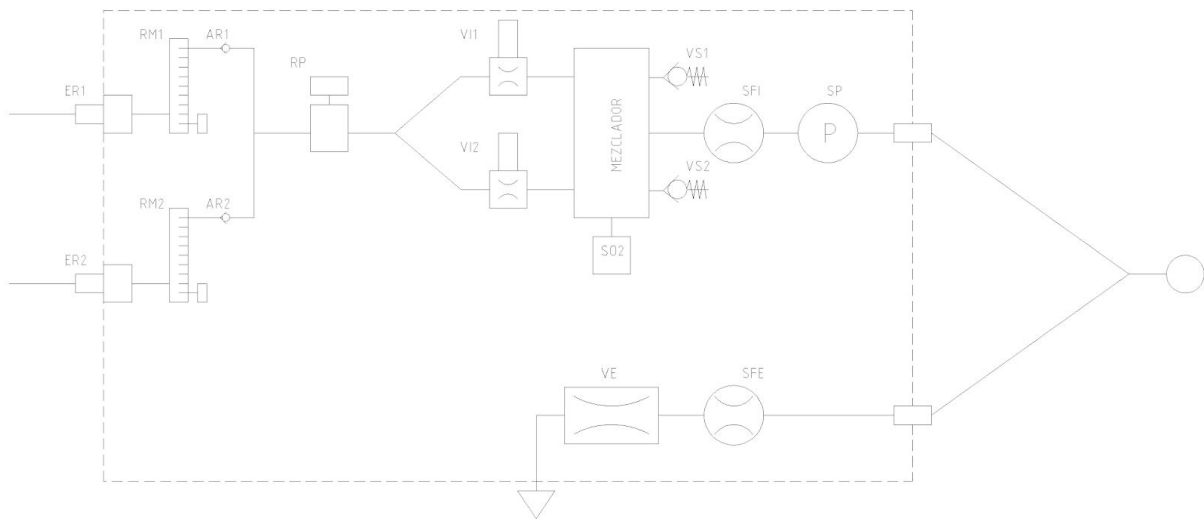 RM1
AR1
VI1
RP
VS1
ER1
SFI
SP
P
MEZCLADOR
VI2
VS2
RM2
AR2
SO2
ER2
VE
SFE